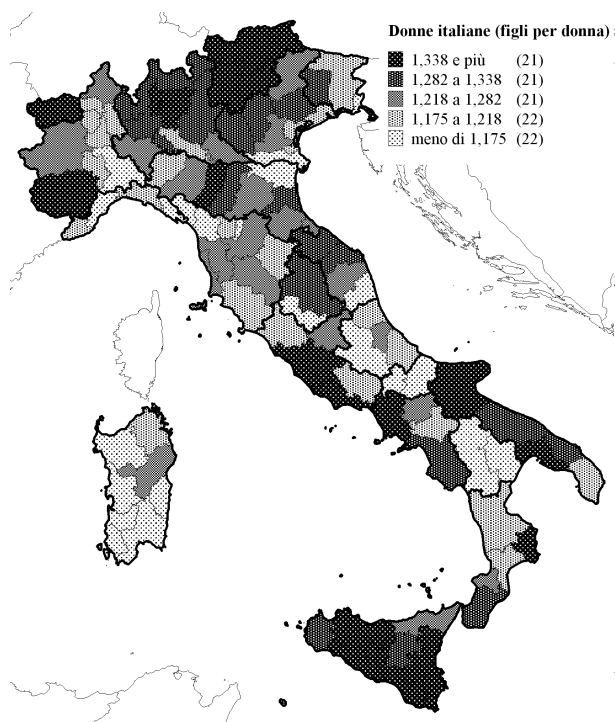 Donne italiane (figli per donna)
1,338 e più (21)
1,282 a 1,338 (21)
1,218 a 1,282 (21)
1,175 a 1,218 (22)
meno di 1,175 (22)